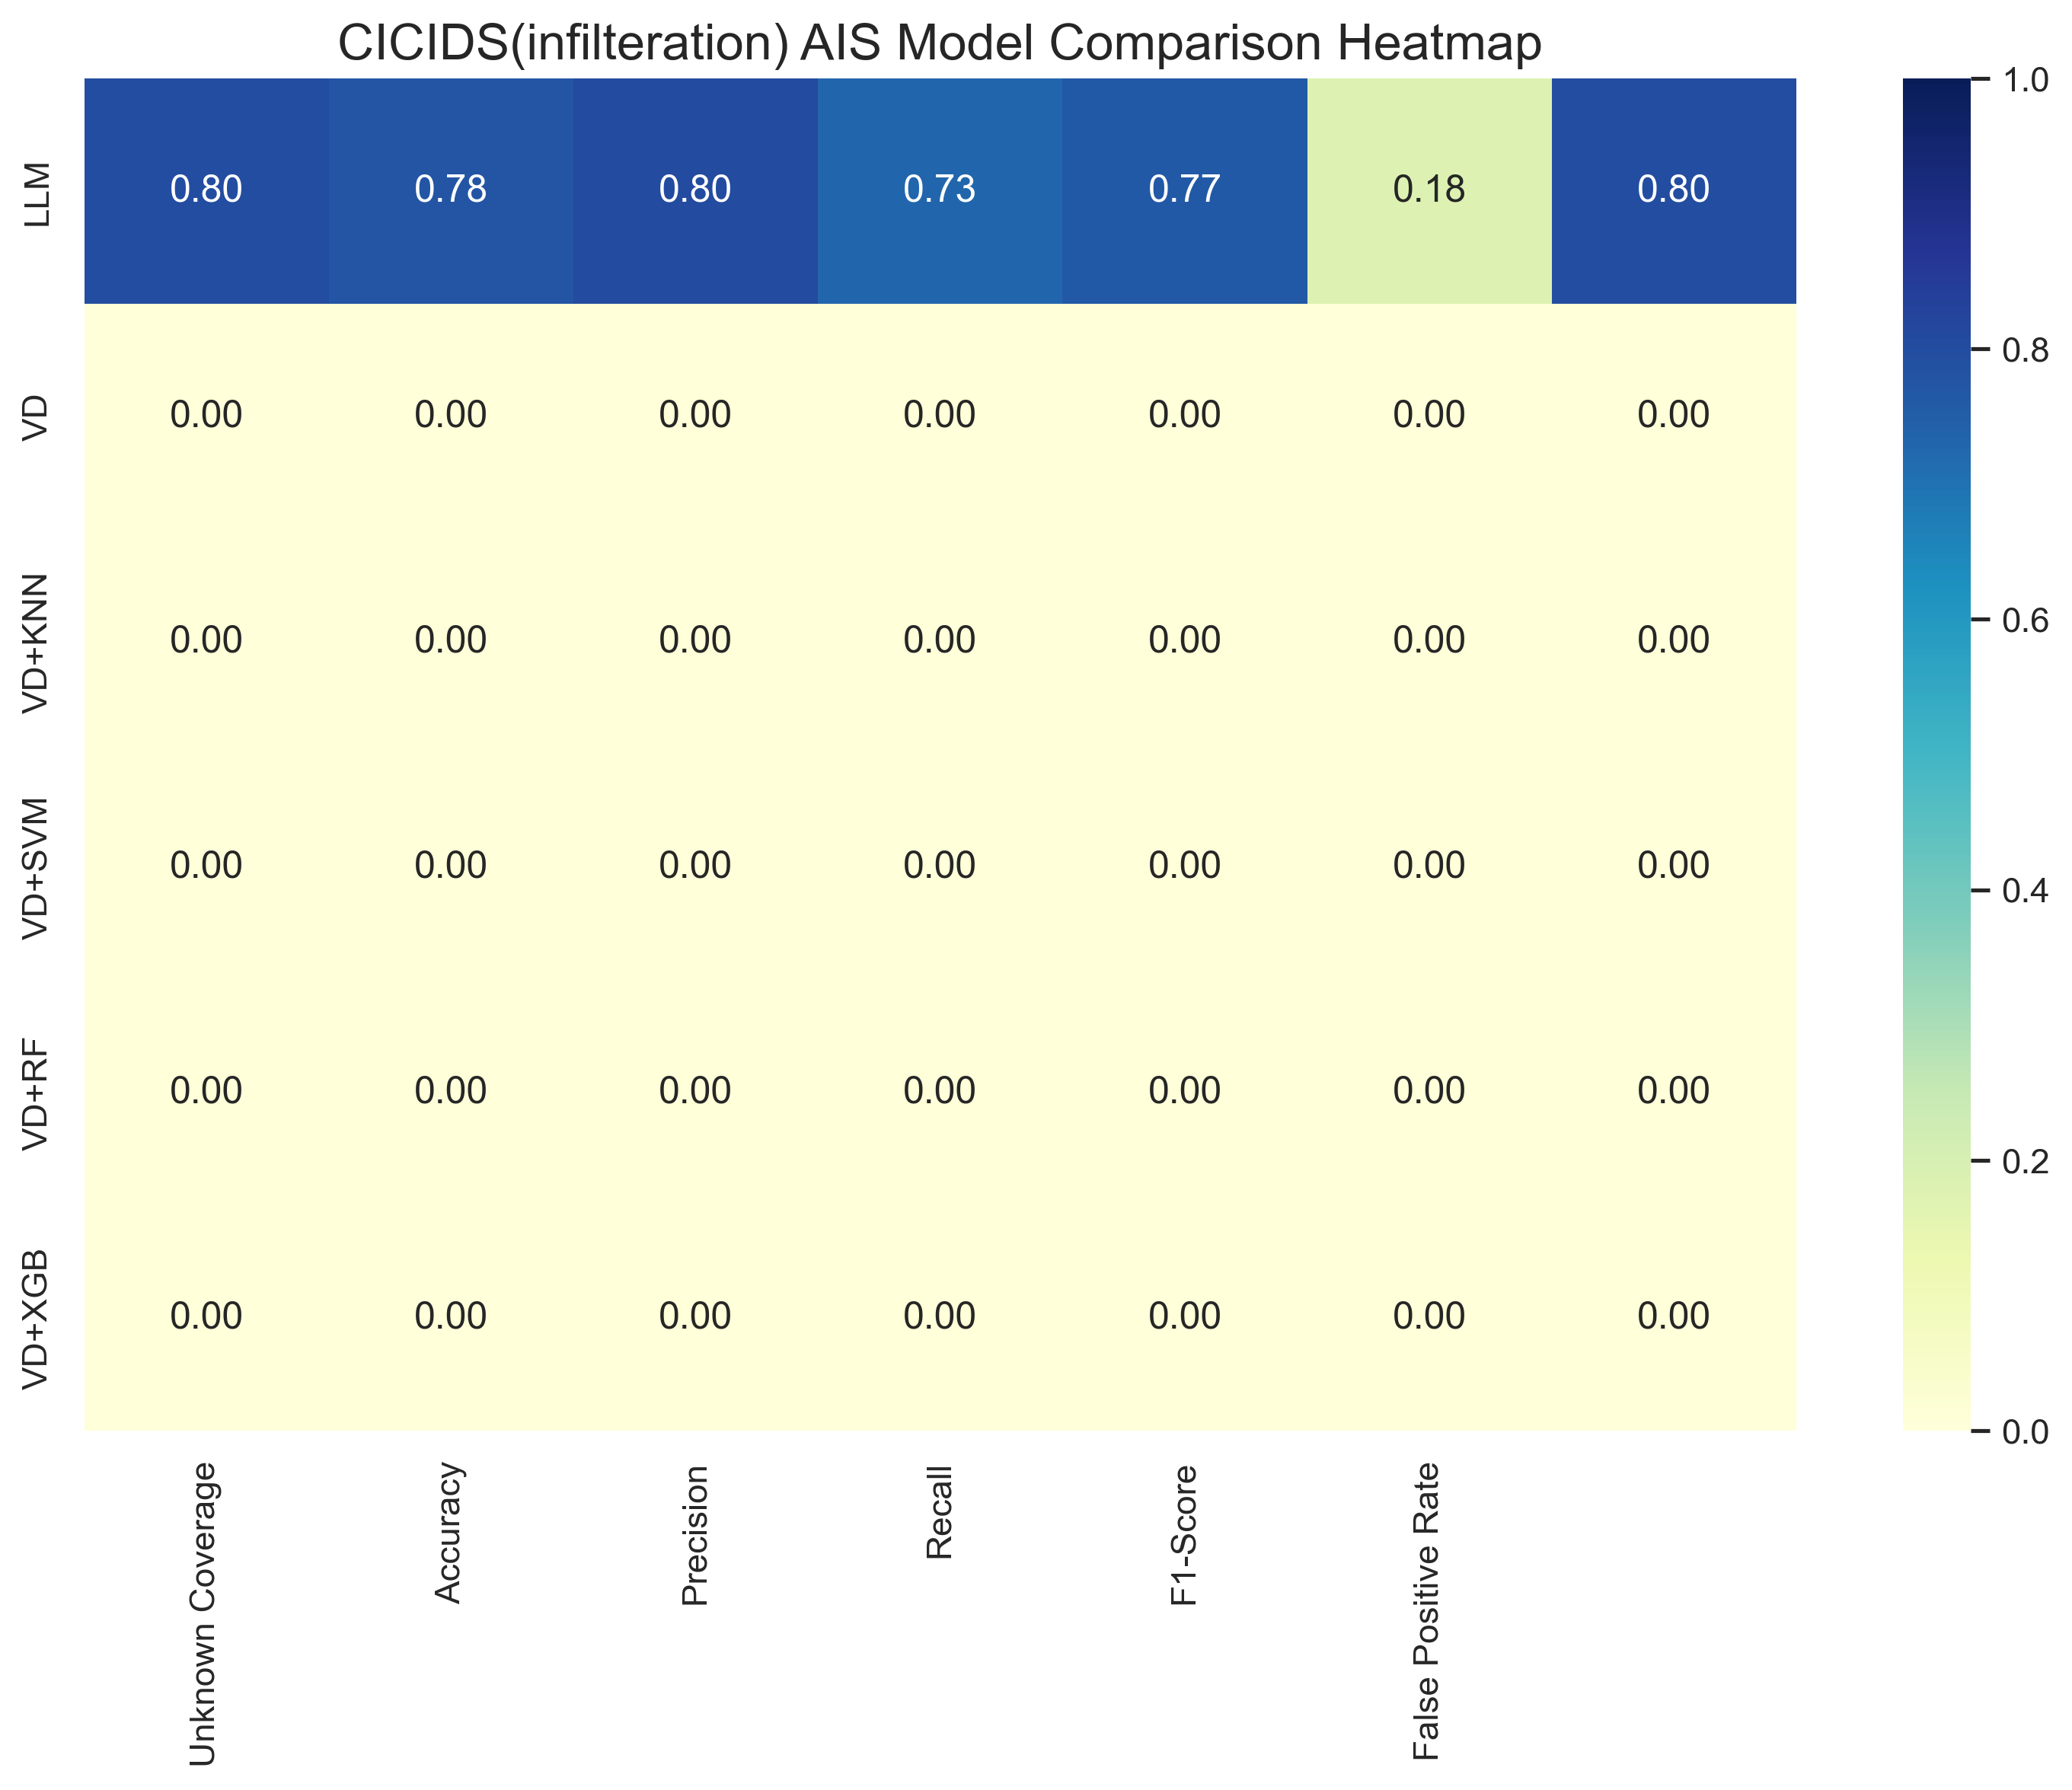 CICIDS(infilteration) AIS Model Comparison Heatmap
LLM 0.80 0.78 0.80 0.73 0.77 0.18 0.80
VD 0.00 0.00 0.00 0.00 0.00 0.00 0.00
VD+KNN 0.00 0.00 0.00 0.00 0.00 0.00 0.00
VD+SVM 0.00 0.00 0.00 0.00 0.00 0.00 0.00
VD+RF 0.00 0.00 0.00 0.00 0.00 0.00 0.00
VD+XGB 0.00 0.00 0.00 0.00 0.00 0.00 0.00
Unknown Coverage
Accuracy
Precision
Recall
F1-Score
False Positive Rate
1.0
0.8
0.6
0.4
0.2
0.0